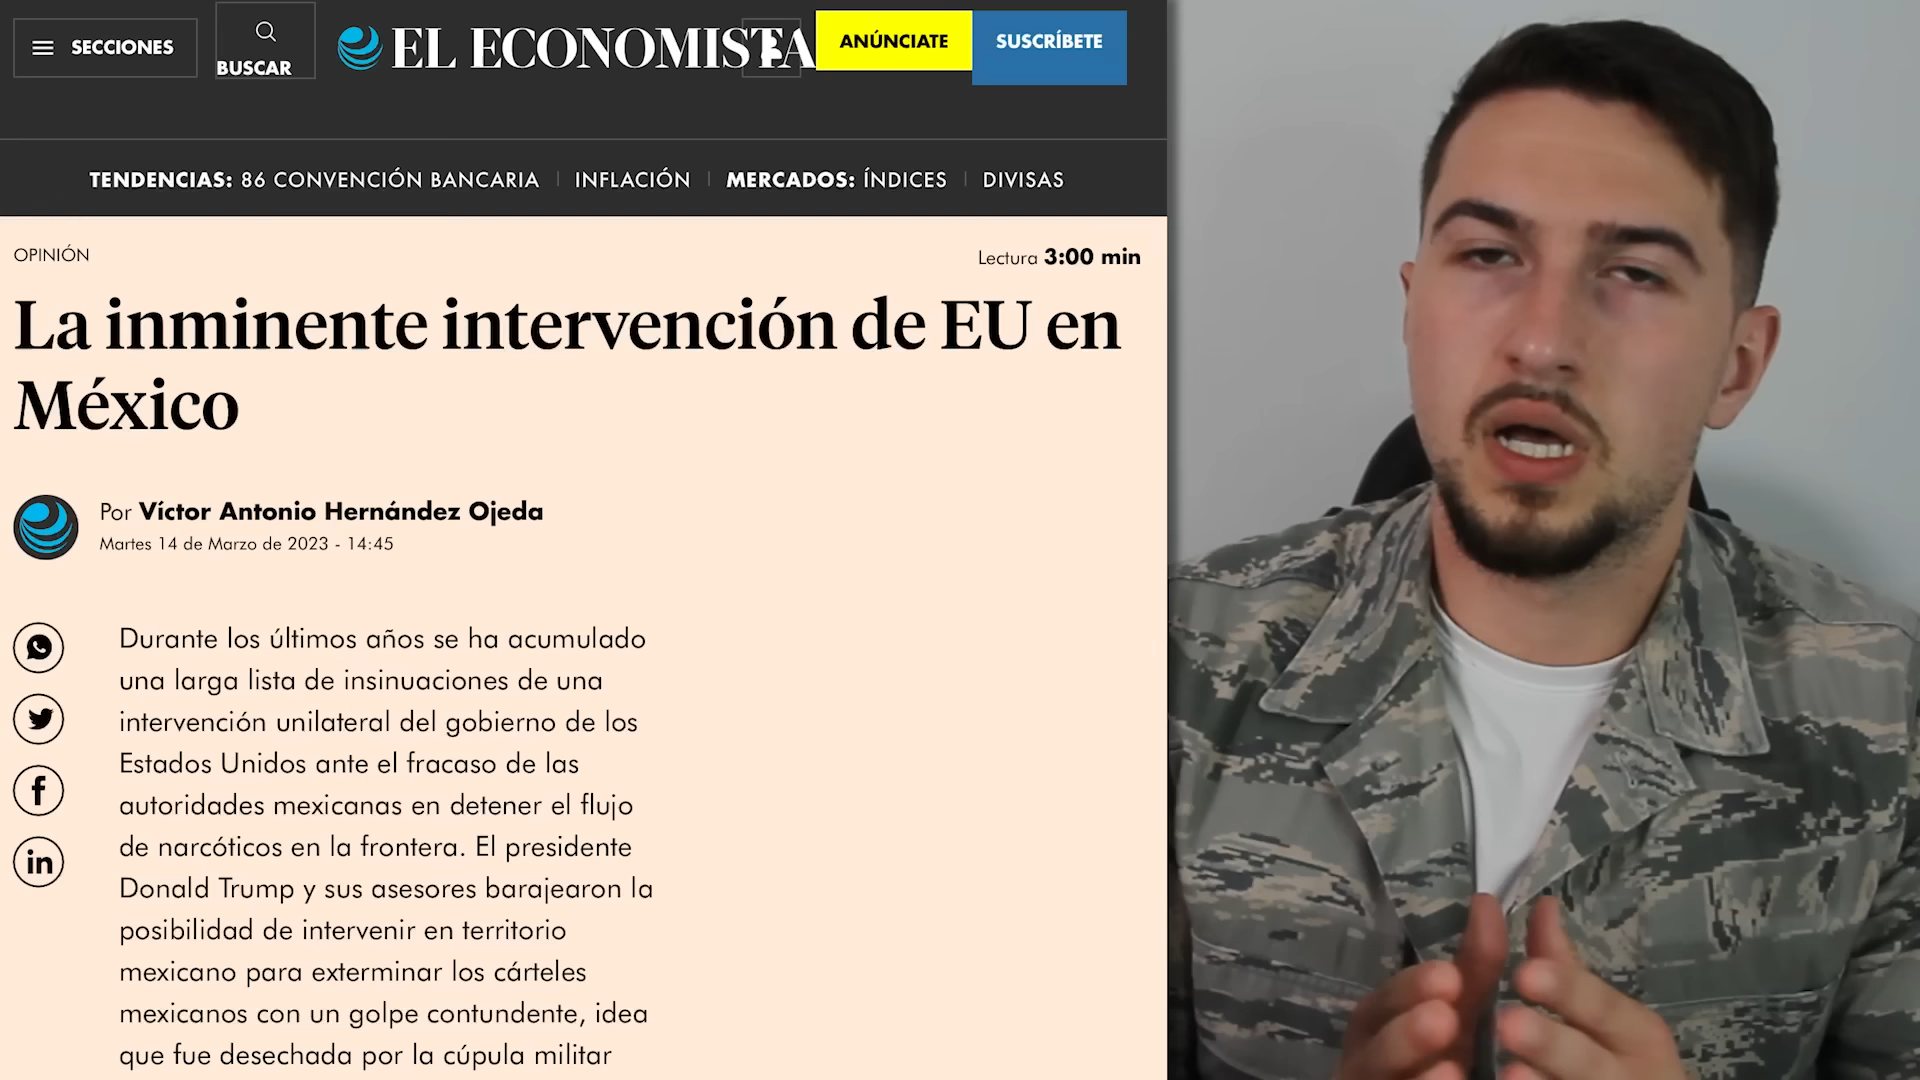 SECCIONES
BUSCAR
EL ECONOMISTA
ANÚNCIATE
SUSCRÍBETE
TENDENCIAS: 86 CONVENCIÓN BANCARIA | INFLACIÓN | MERCADOS: ÍNDICES | DIVISAS
OPINIÓN
Lectura 3:00 min
La inminente intervención de EU en
México
Por Víctor Antonio Hernández Ojeda
Martes 14 de Marzo de 2023 - 14:45
Durante los últimos años se ha acumulado
una larga lista de insinuaciones de una
intervención unilateral del gobierno de los
Estados Unidos ante el fracaso de las
autoridades mexicanas en detener el flujo
de narcóticos en la frontera. El presidente
Donald Trump y sus asesores barajearon la
posibilidad de intervenir en territorio
mexicano para exterminar los cárteles
mexicanos con un golpe contundente, idea
que fue desechada por la cúpula militar